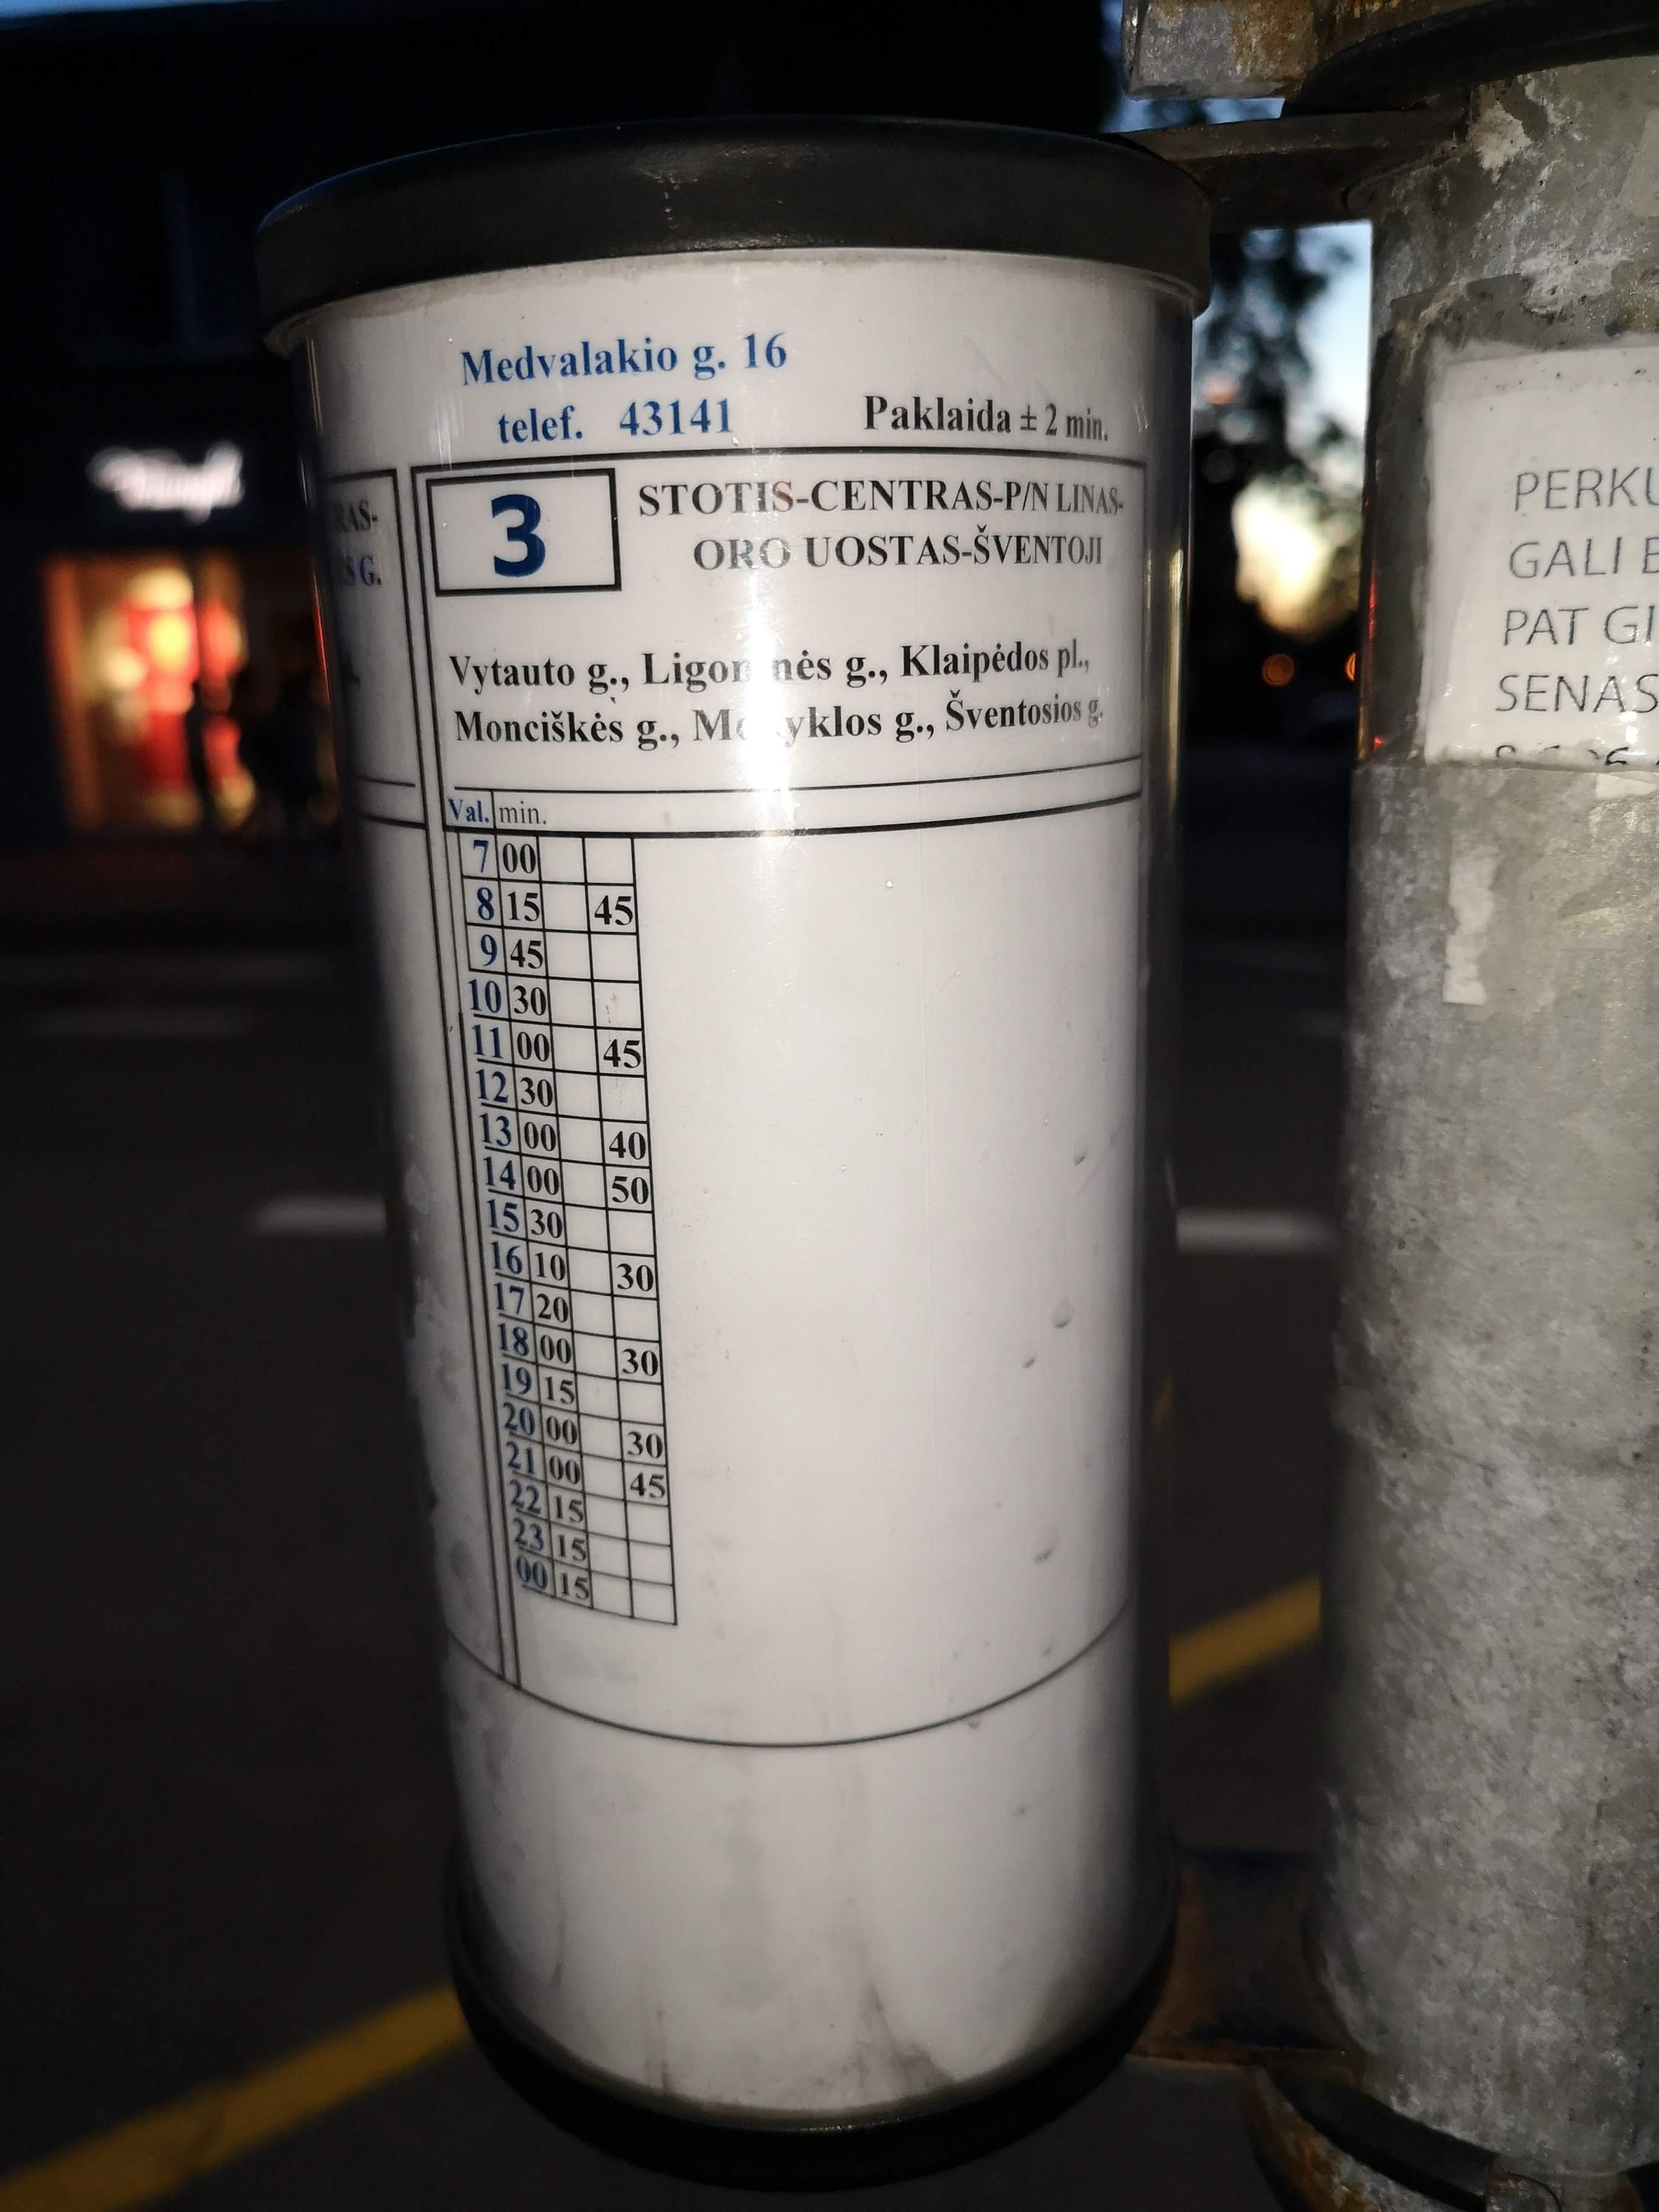 Medvalakio g. 16
telef. 43141 Paklaida ± 2 min.
RAS-
S G.
3 STOTIS-CENTRAS-P/N LINAS-
ORO UOSTAS-ŠVENTOJI
Vytauto g., Ligoninės g., Klaipėdos pl.,
Monciškės g., Mokyklos g., Šventosios g.
Val. min.
7 00
8 15 45
9 45
10 30
11 00 45
12 30
13 00 40
14 00 50
15 30
16 10 30
17 20
18 00 30
19 15
20 00 30
21 00 45
22 15
23 15
00 15
PERKU
GALI B
PAT GI
SENAS